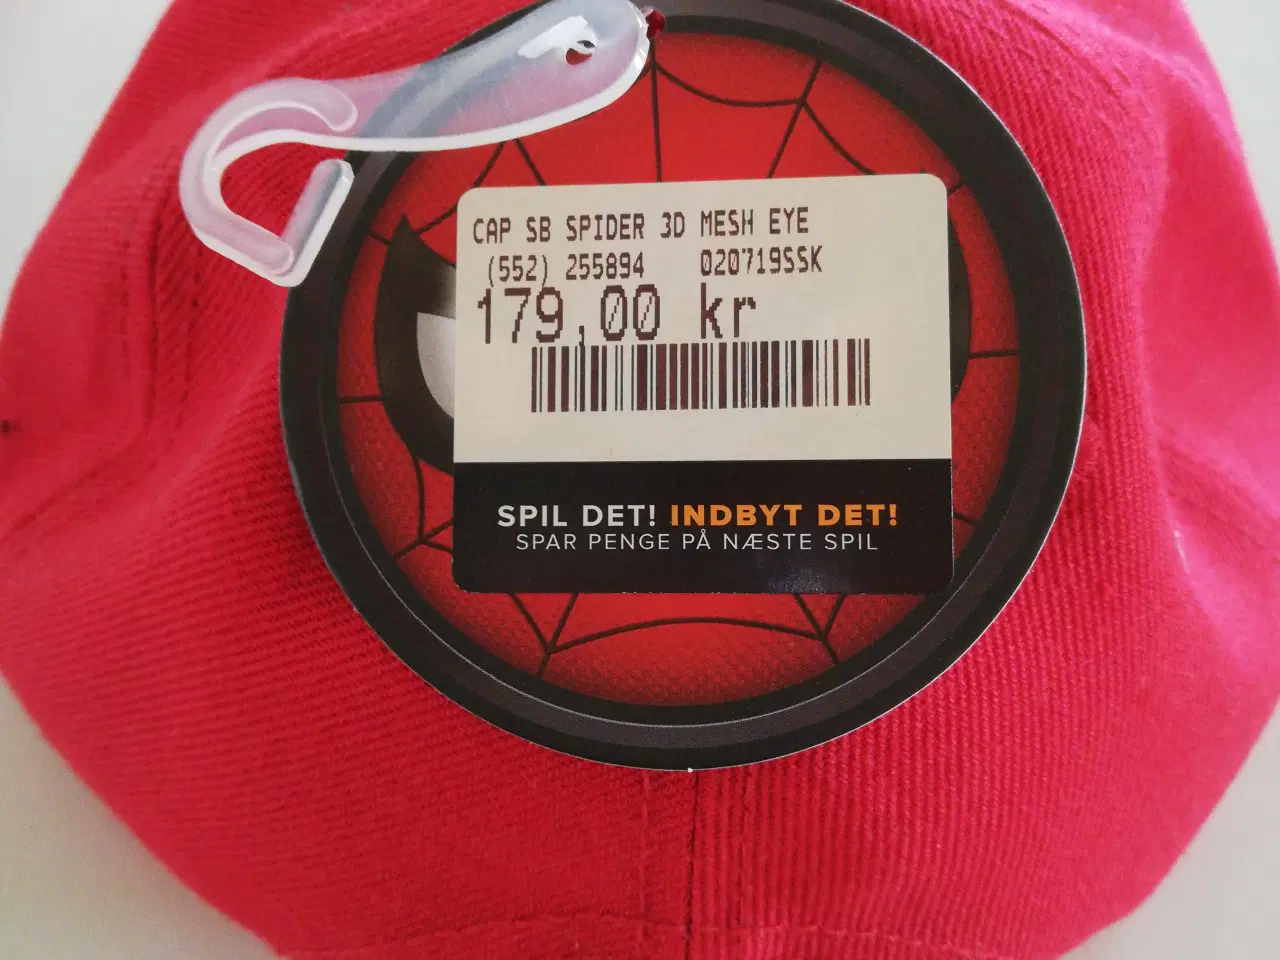 CAP SB SPIDER 3D MESH EYE
(552) 255894 020719SSK
179,00 kr
SPIL DET! INDBYT DET!
SPAR PENGE PÅ NÆSTE SPIL